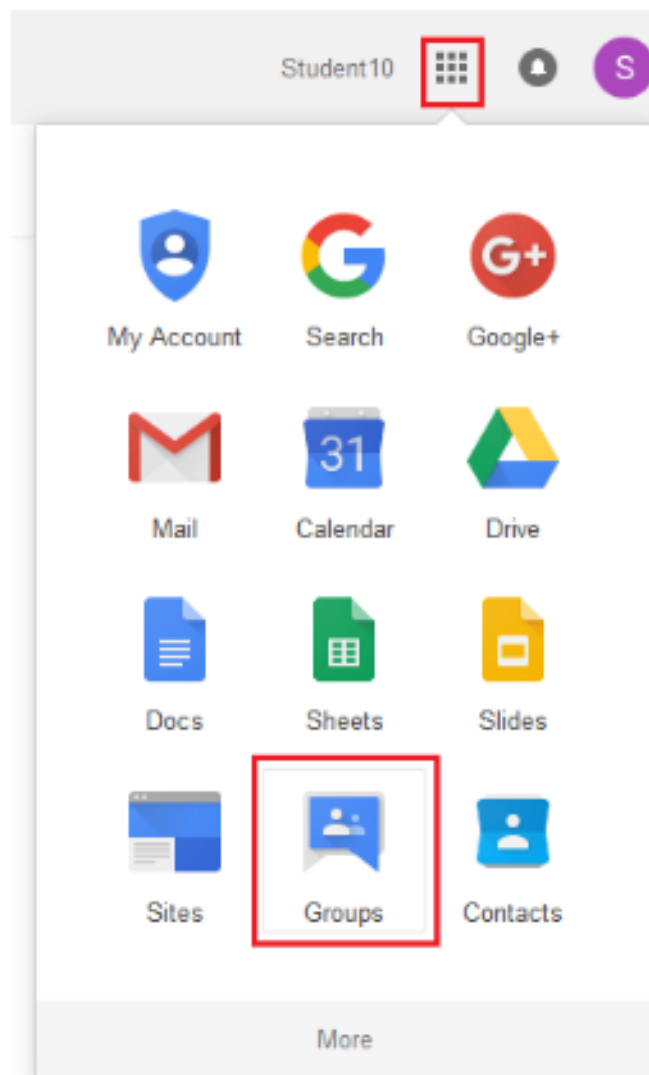 Student10
S
G+
My Account Search Google+
31
Mail Calendar Drive
Docs Sheets Slides
Sites Groups Contacts
More